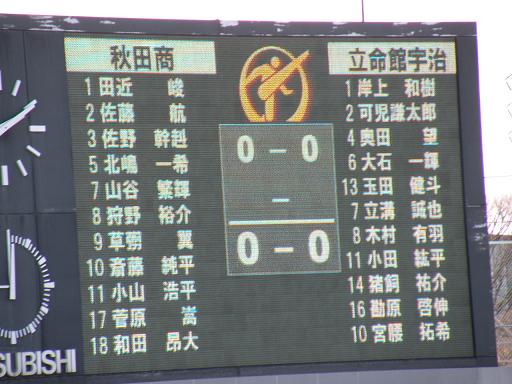 秋田商
1 田近 峻
2 佐藤 航
3 佐野 幹
5 北嶋 一希
7 山谷 繁輝
8 狩野 裕介
9 草彅 翼
10 斎藤 純平
11 小山 浩平
17 菅原 嵩
18 和田 昂大
0 - 0
-
0 - 0
立命館宇治
1 岸上 和樹
2 可児謙太郎
4 奥田 望
6 大石 一輝
13 玉田 健斗
7 立溝 誠也
8 木村 有羽
11 小田 紘平
14 猪飼 祐介
16 勘原 啓伸
10 宮腰 拓希
SUBISHI